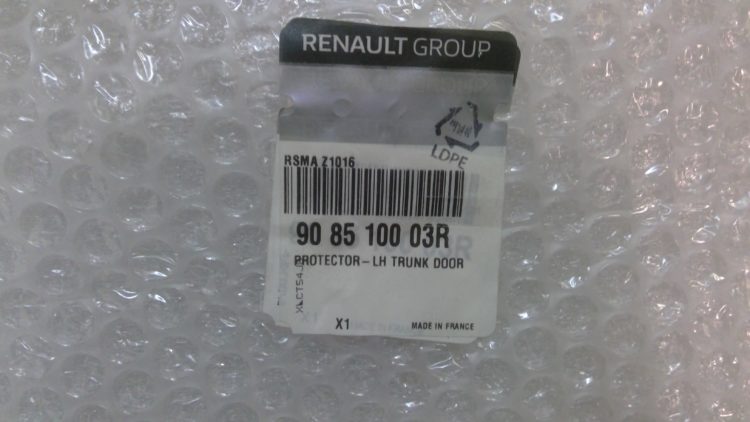 RENAULT GROUP
LDPE
RSMA Z1016
90 85 100 03R
PROTECTOR - LH TRUNK DOOR
X1
MADE IN FRANCE